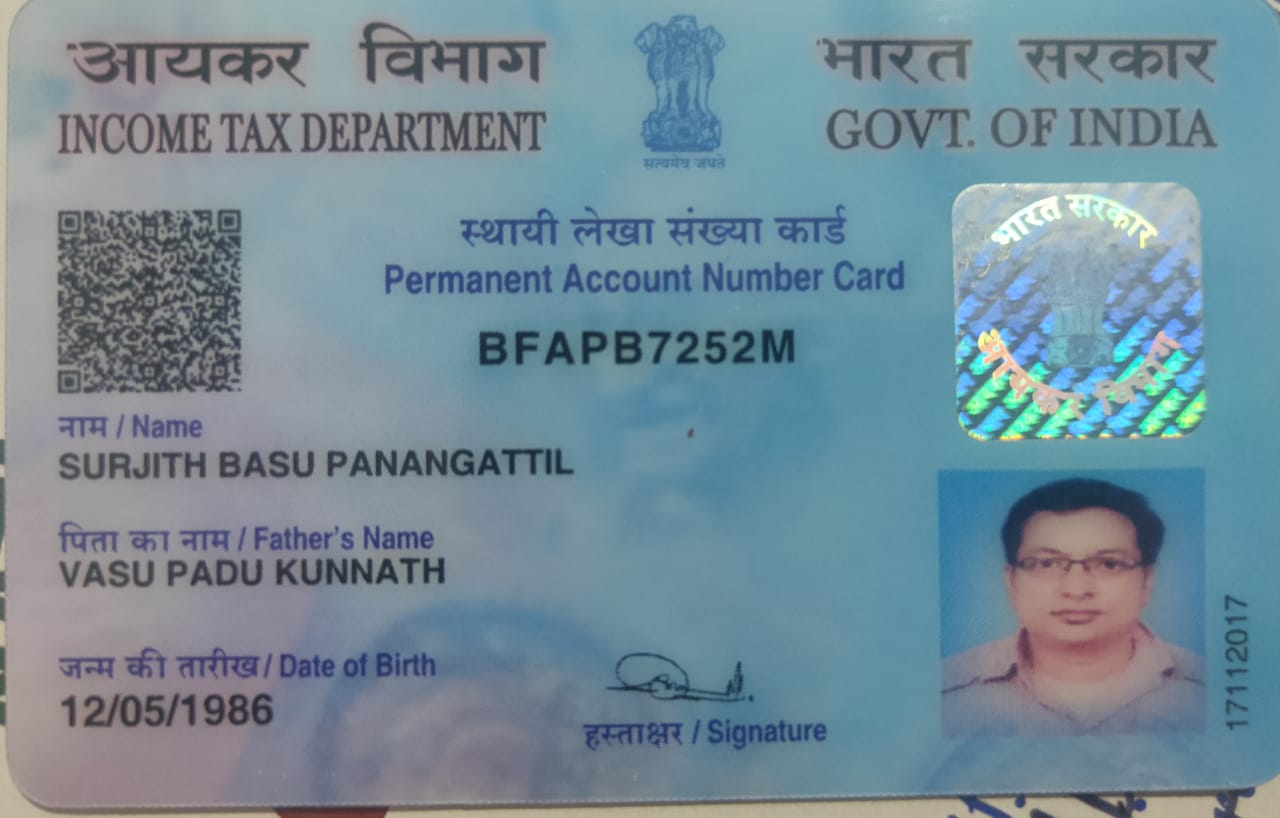 आयकर विभाग
INCOME TAX DEPARTMENT
सत्यमेव जयते
भारत सरकार
GOVT. OF INDIA
स्थायी लेखा संख्या कार्ड
Permanent Account Number Card
BFAPB7252M
भारत सरकार
आयकर विभाग
नाम / Name
SURJITH BASU PANANGATTIL
पिता का नाम / Father's Name
VASU PADU KUNNATH
जन्म की तारीख / Date of Birth
12/05/1986
हस्ताक्षर / Signature
17112017